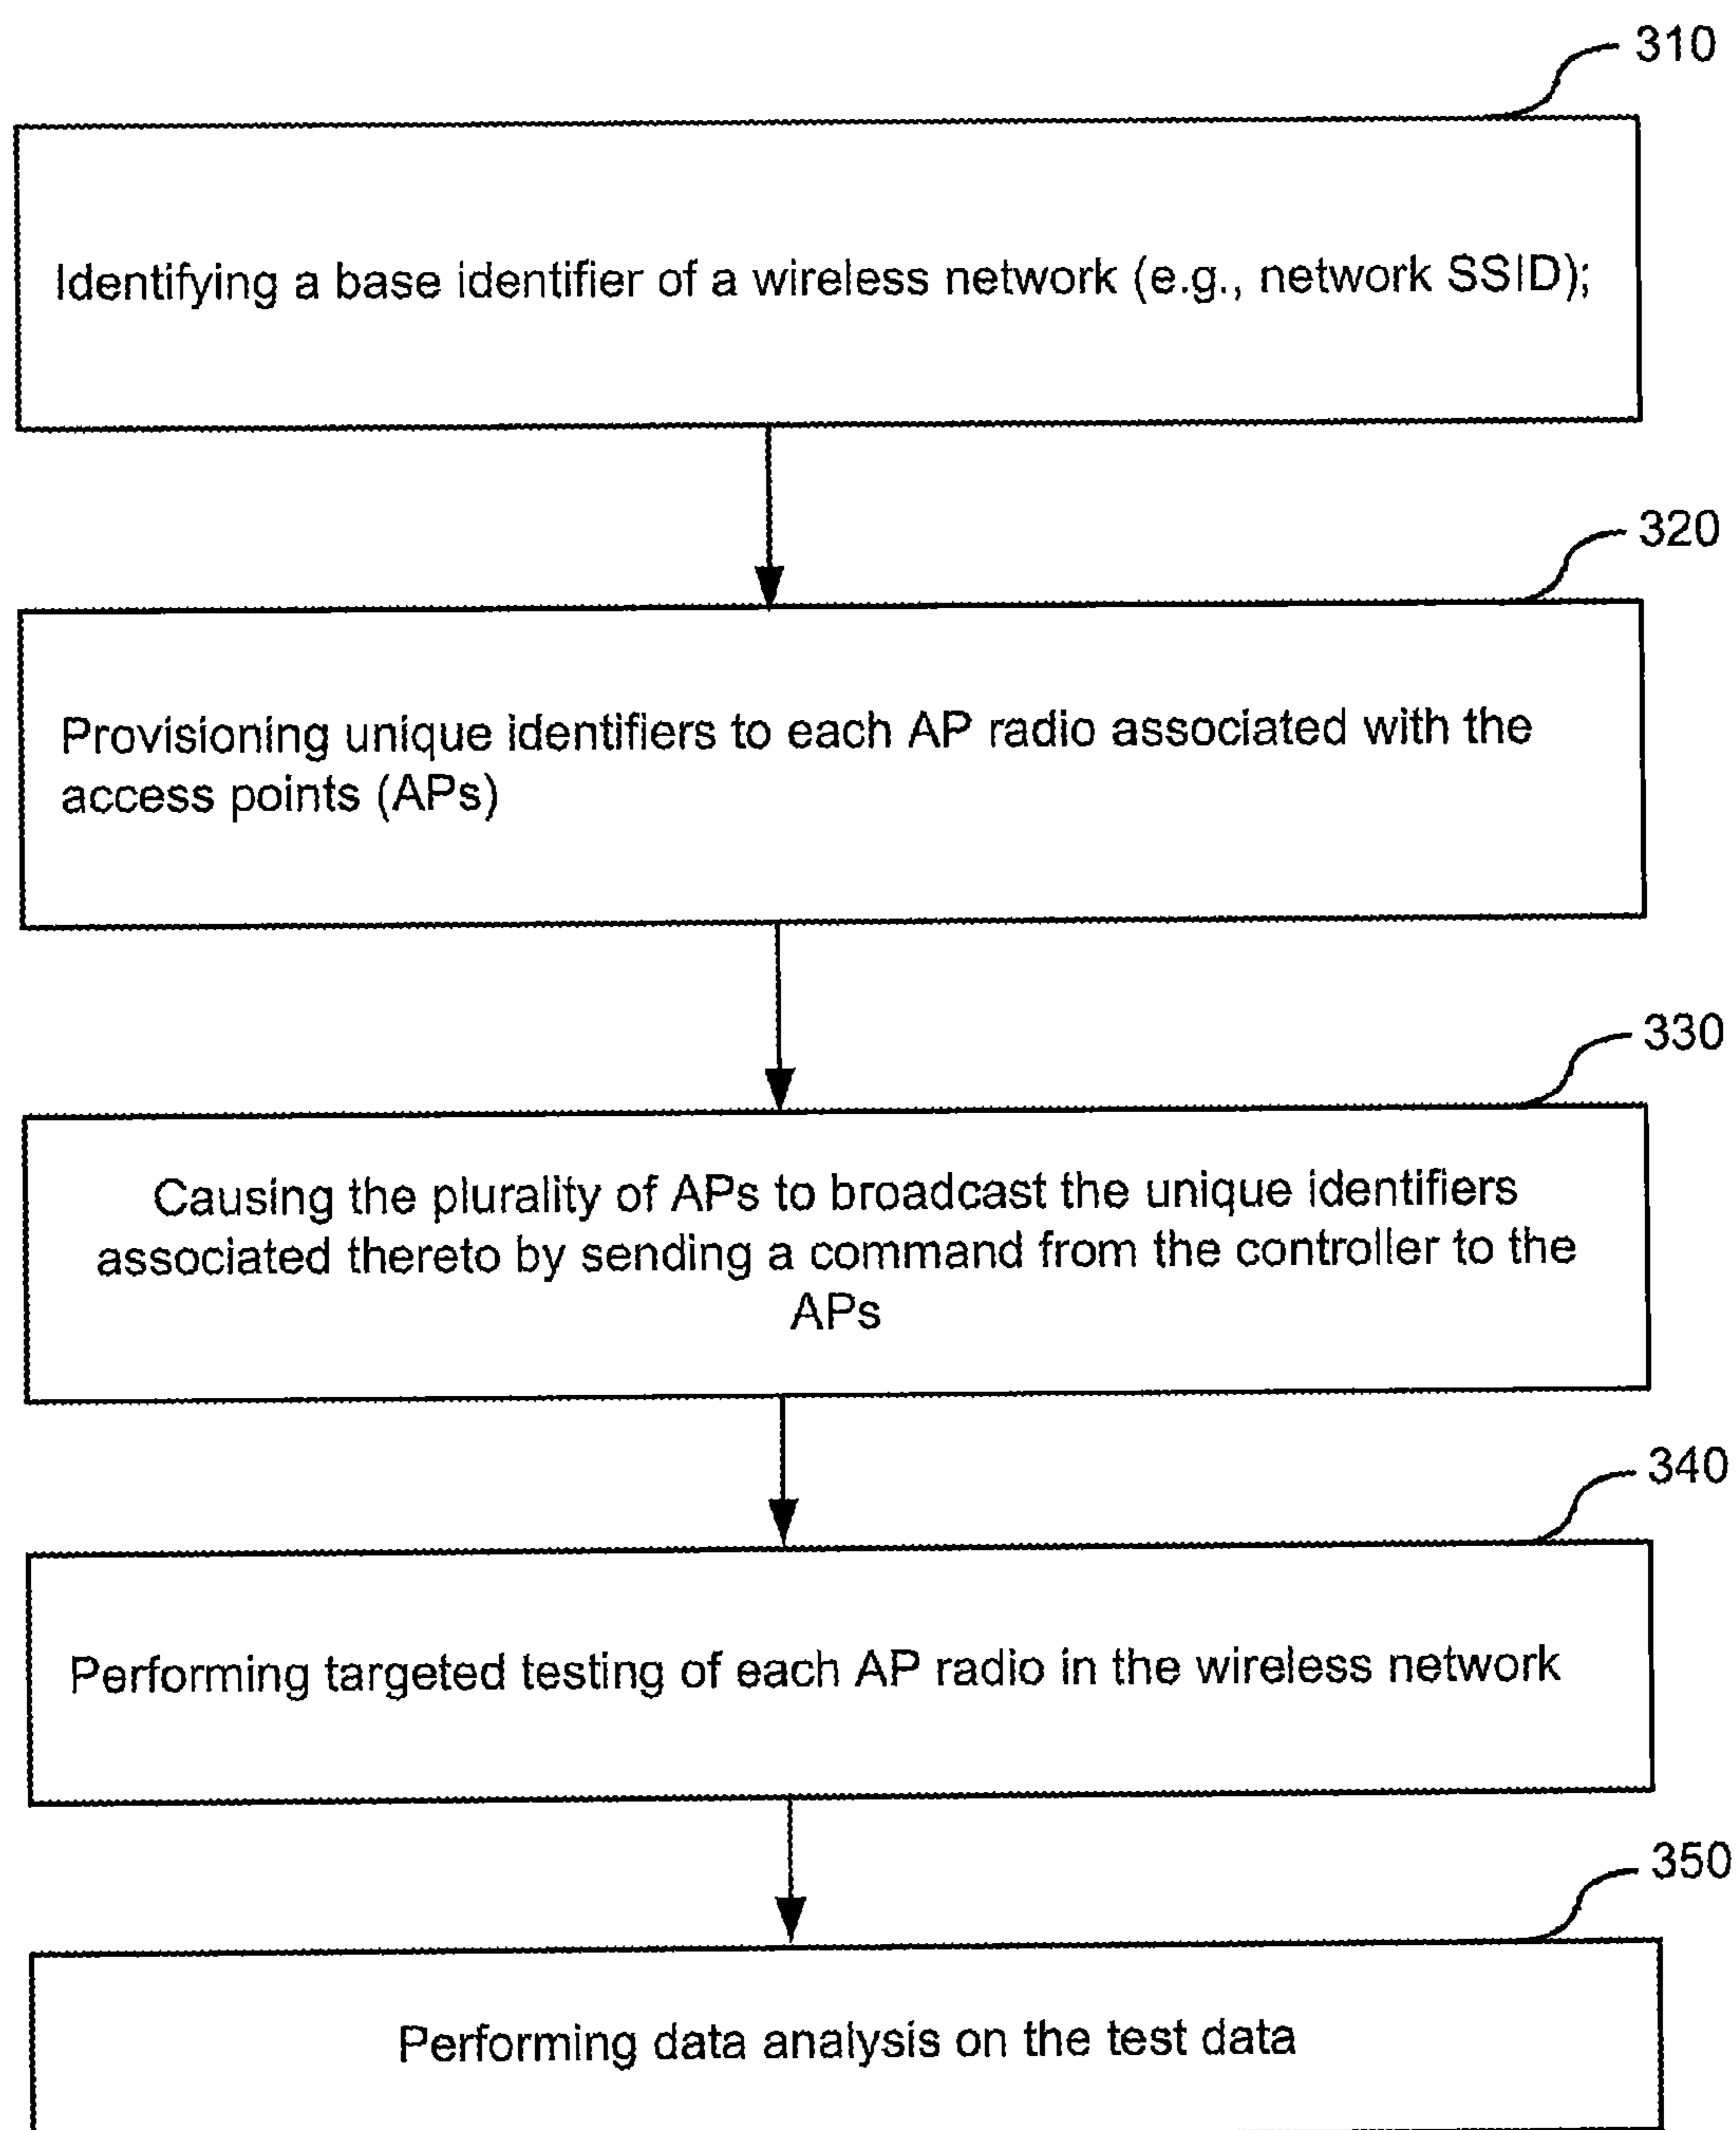 310
Identifying a base identifier of a wireless network (e.g., network SSID);
320
Provisioning unique identifiers to each AP radio associated with the
access points (APs)
330
Causing the plurality of APs to broadcast the unique identifiers
associated thereto by sending a command from the controller to the
APs
340
Performing targeted testing of each AP radio in the wireless network
350
Performing data analysis on the test data